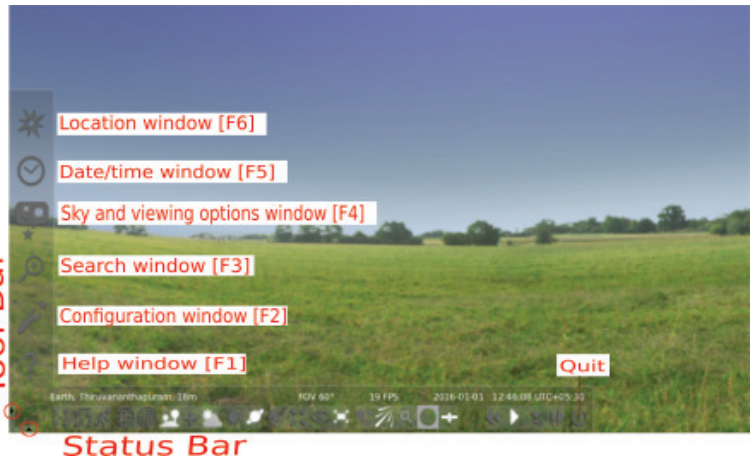 Location window [F6]
Date/time window [F5]
Sky and viewing options window [F4]
Search window [F3]
Configuration window [F2]
Help window [F1]
Quit
Earth, Thiruvananthapuram, 18m FOV 60° 19 FPS 2016-01-01 12:46:08 UTC+05:30
Status Bar